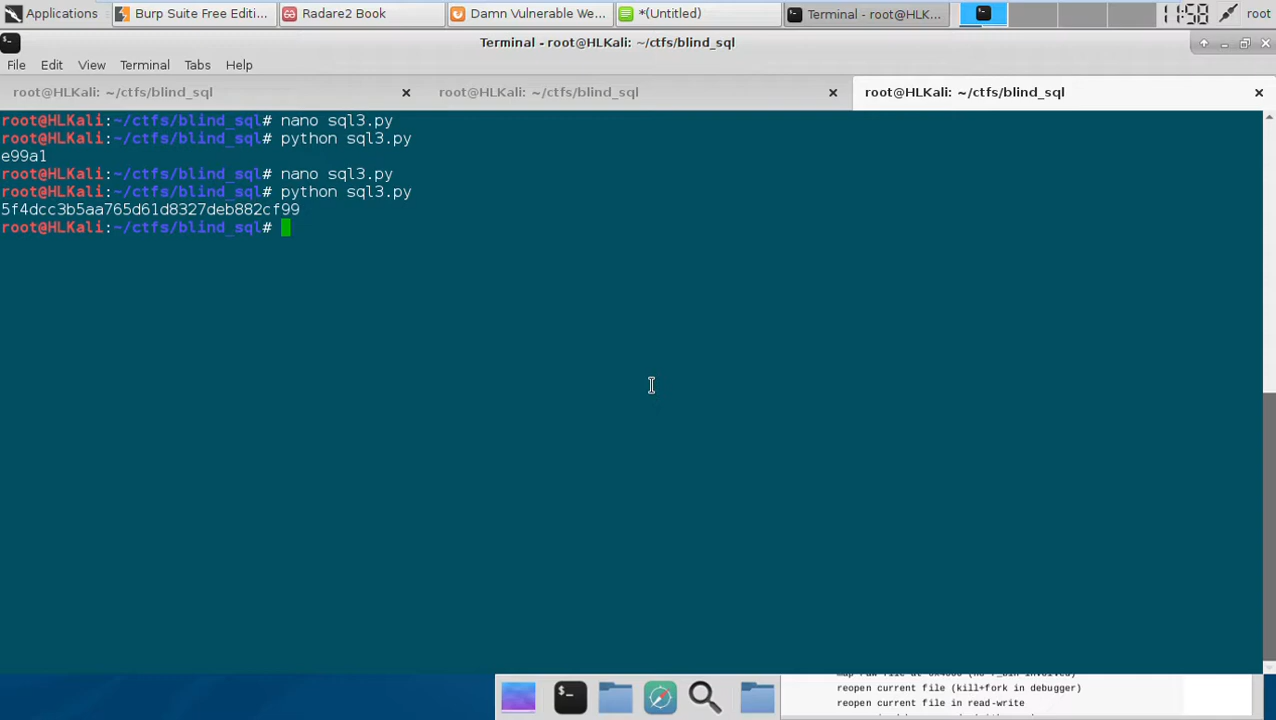 Applications
Burp Suite Free Editi...
Radare2 Book
Damn Vulnerable We...
*(Untitled)
Terminal - root@HLK...
11:58
root
Terminal - root@HLKali: ~/ctfs/blind_sql
File Edit View Terminal Tabs Help
root@HLKali: ~/ctfs/blind_sql
root@HLKali: ~/ctfs/blind_sql
root@HLKali: ~/ctfs/blind_sql
root@HLKali:~/ctfs/blind_sql# nano sql3.py
root@HLKali:~/ctfs/blind_sql# python sql3.py
e99a1
root@HLKali:~/ctfs/blind_sql# nano sql3.py
root@HLKali:~/ctfs/blind_sql# python sql3.py
5f4dcc3b5aa765d61d8327deb882cf99
root@HLKali:~/ctfs/blind_sql#
reopen current file (kill+fork in debugger)
reopen current file in read-write